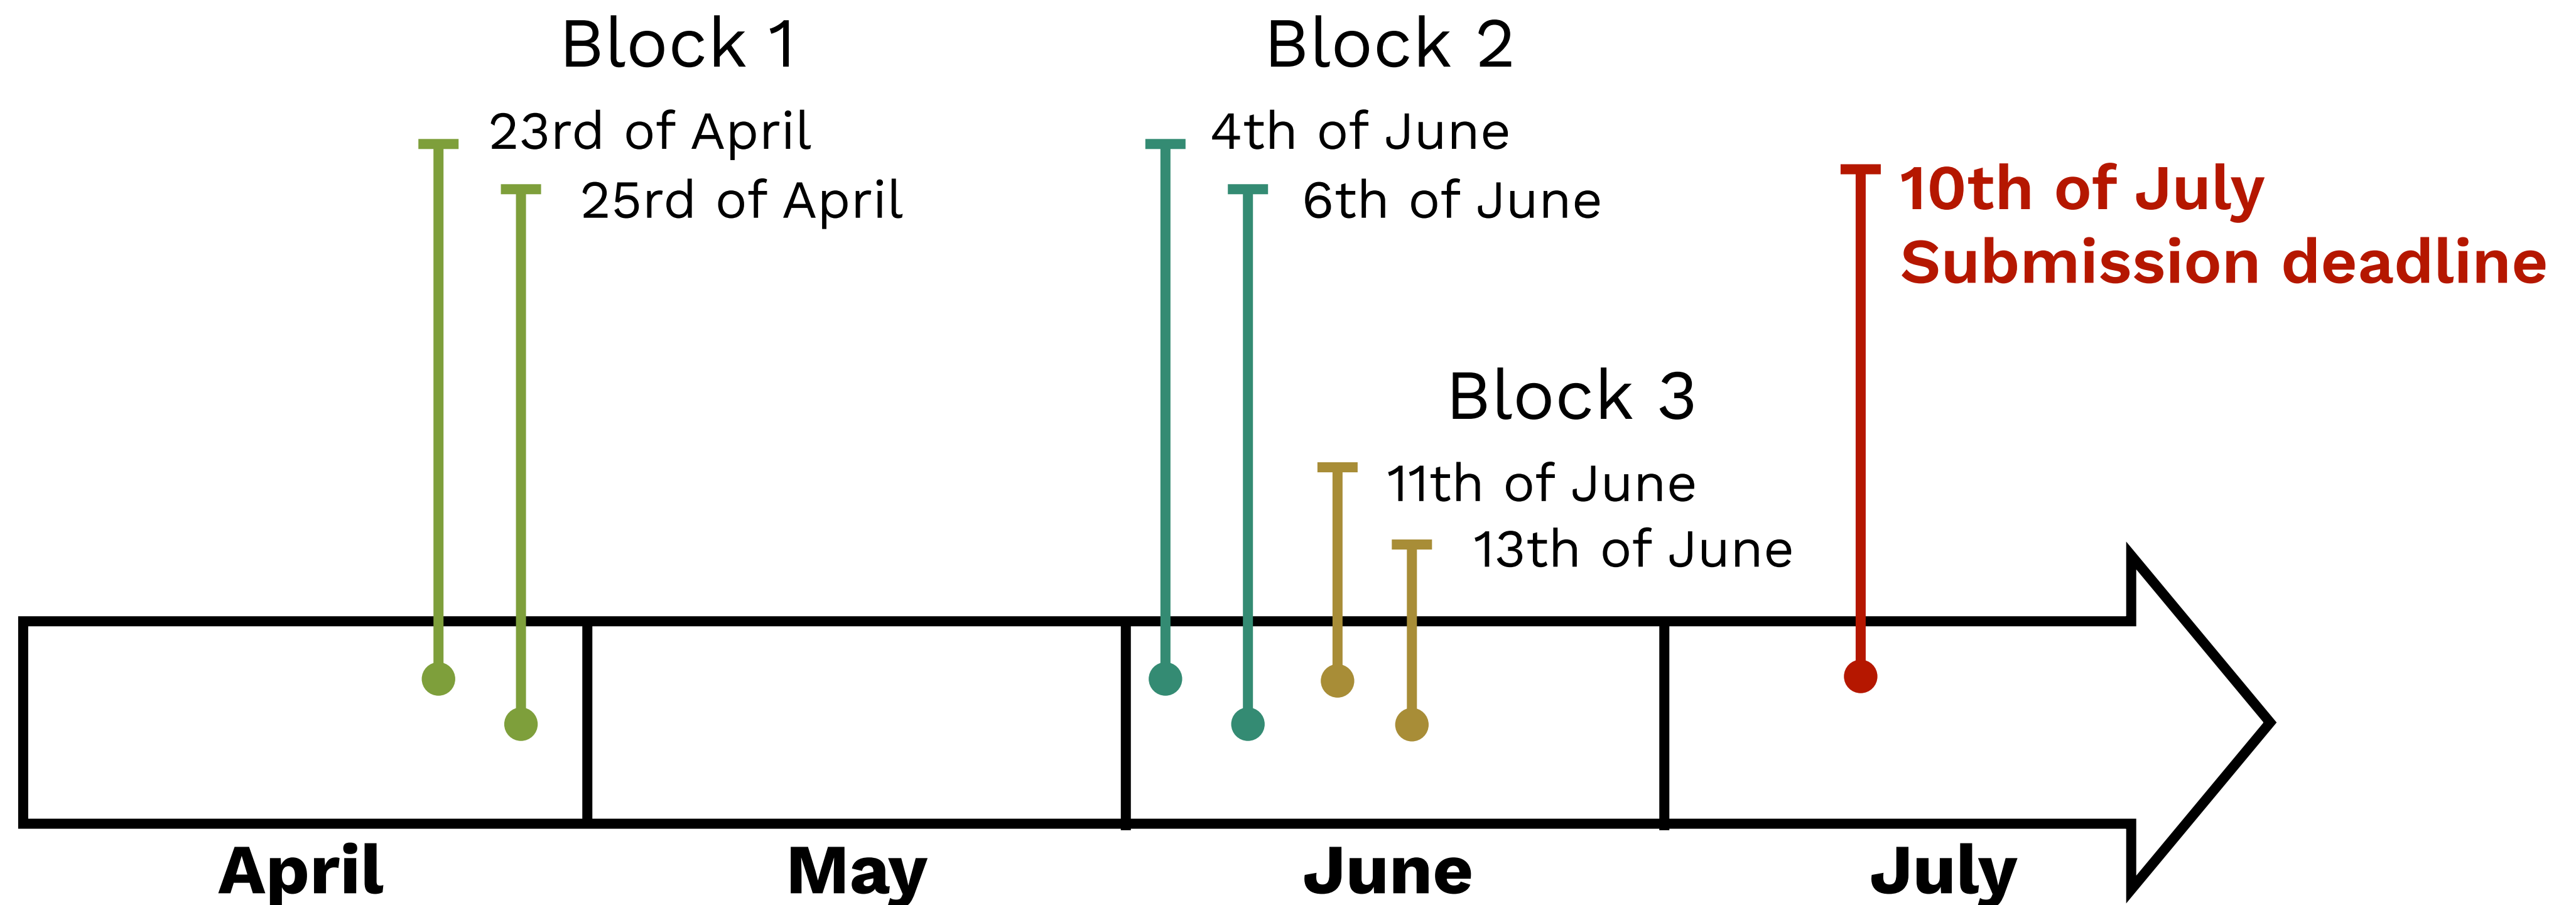 Block 1
23rd of April
25rd of April
Block 2
4th of June
6th of June
Block 3
11th of June
13th of June
10th of July
Submission deadline
April
May
June
July